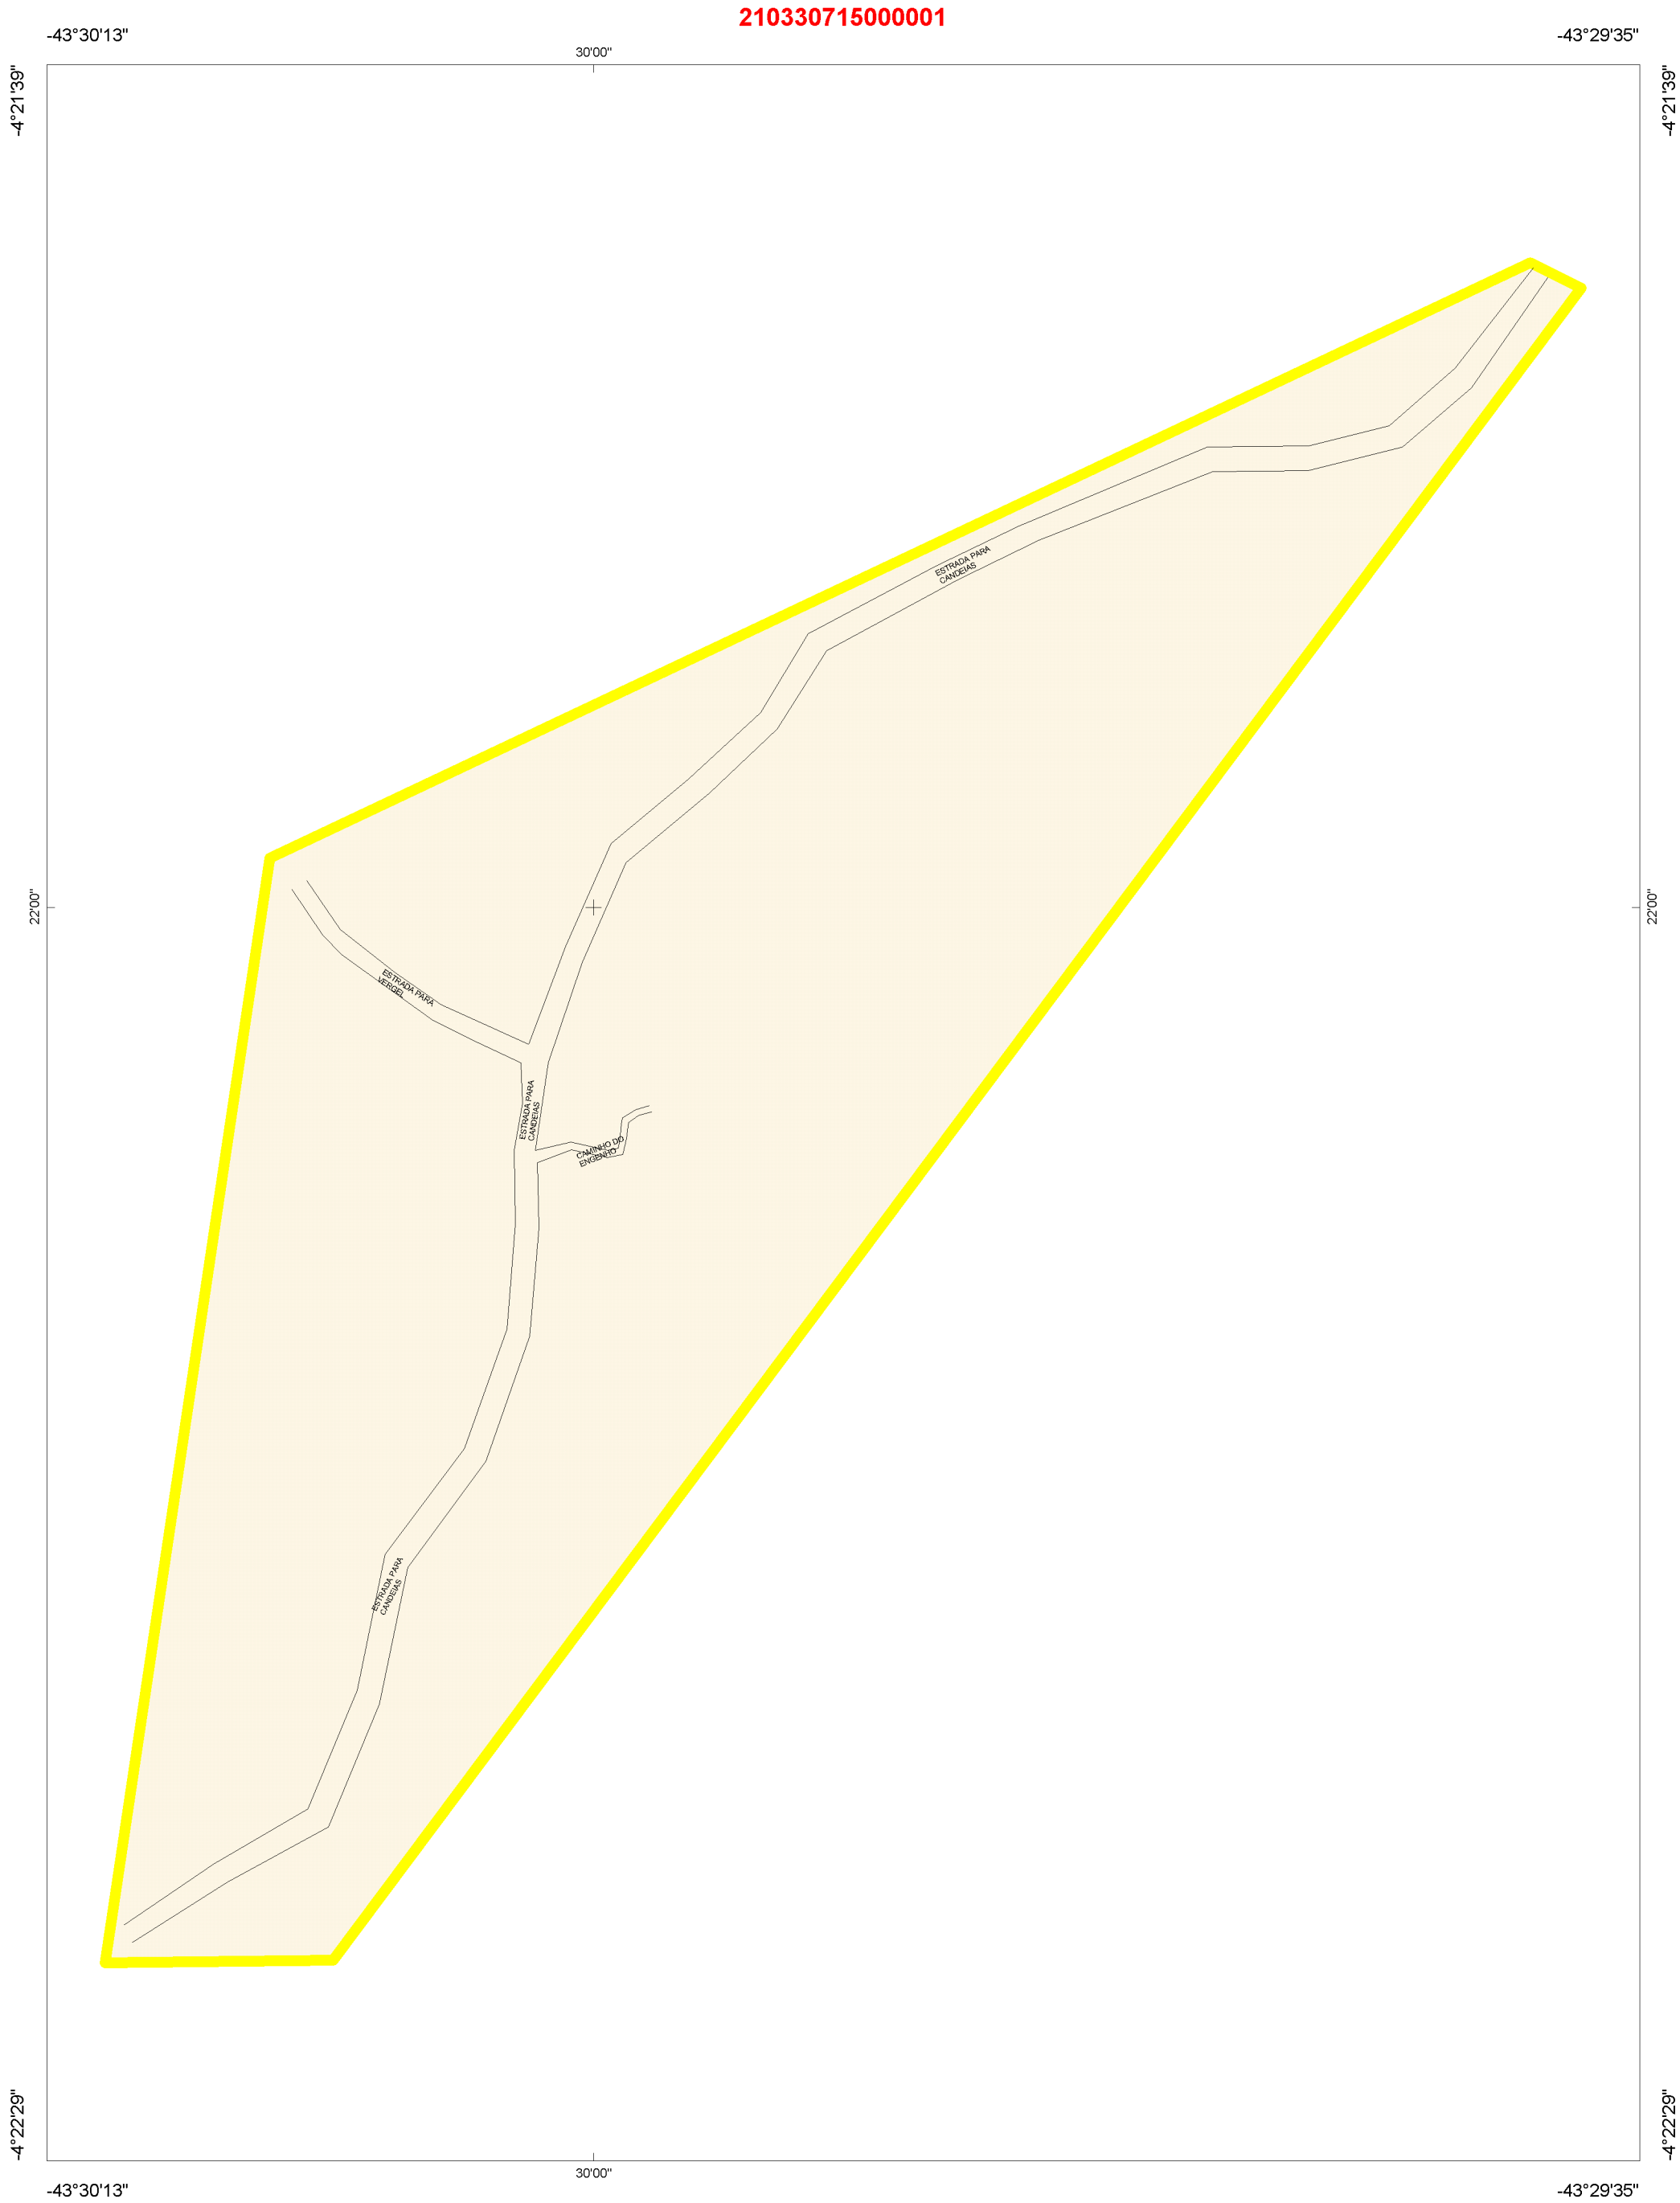 210330715000001
-43°30'13"
-43°29'35"
30'00"
-4°21'39"
-4°21'39"
ESTRADA PARA
CANDEIAS
22'00"
22'00"
ESTRADA PARA
VERGEL
ESTRADA PARA
CANDEIAS
CAMINHO DO
ENGENHO
ESTRADA PARA
CANDEIAS
-4°22'29"
-4°22'29"
30'00"
-43°30'13"
-43°29'35"